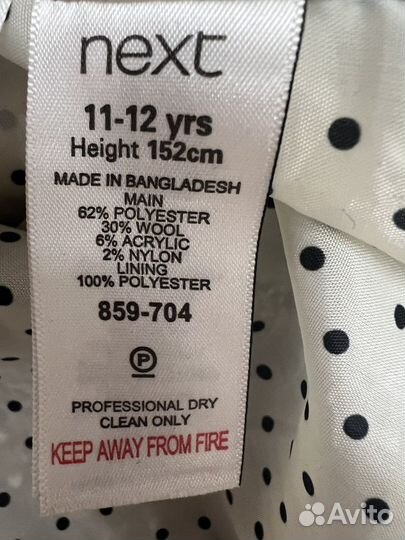 next
11-12 yrs
Height 152cm
MADE IN BANGLADESH
MAIN
62% POLYESTER
30% WOOL
6% ACRYLIC
2% NYLON
LINING
100% POLYESTER
859-704
P
PROFESSIONAL DRY
CLEAN ONLY
KEEP AWAY FROM FIRE
Avito